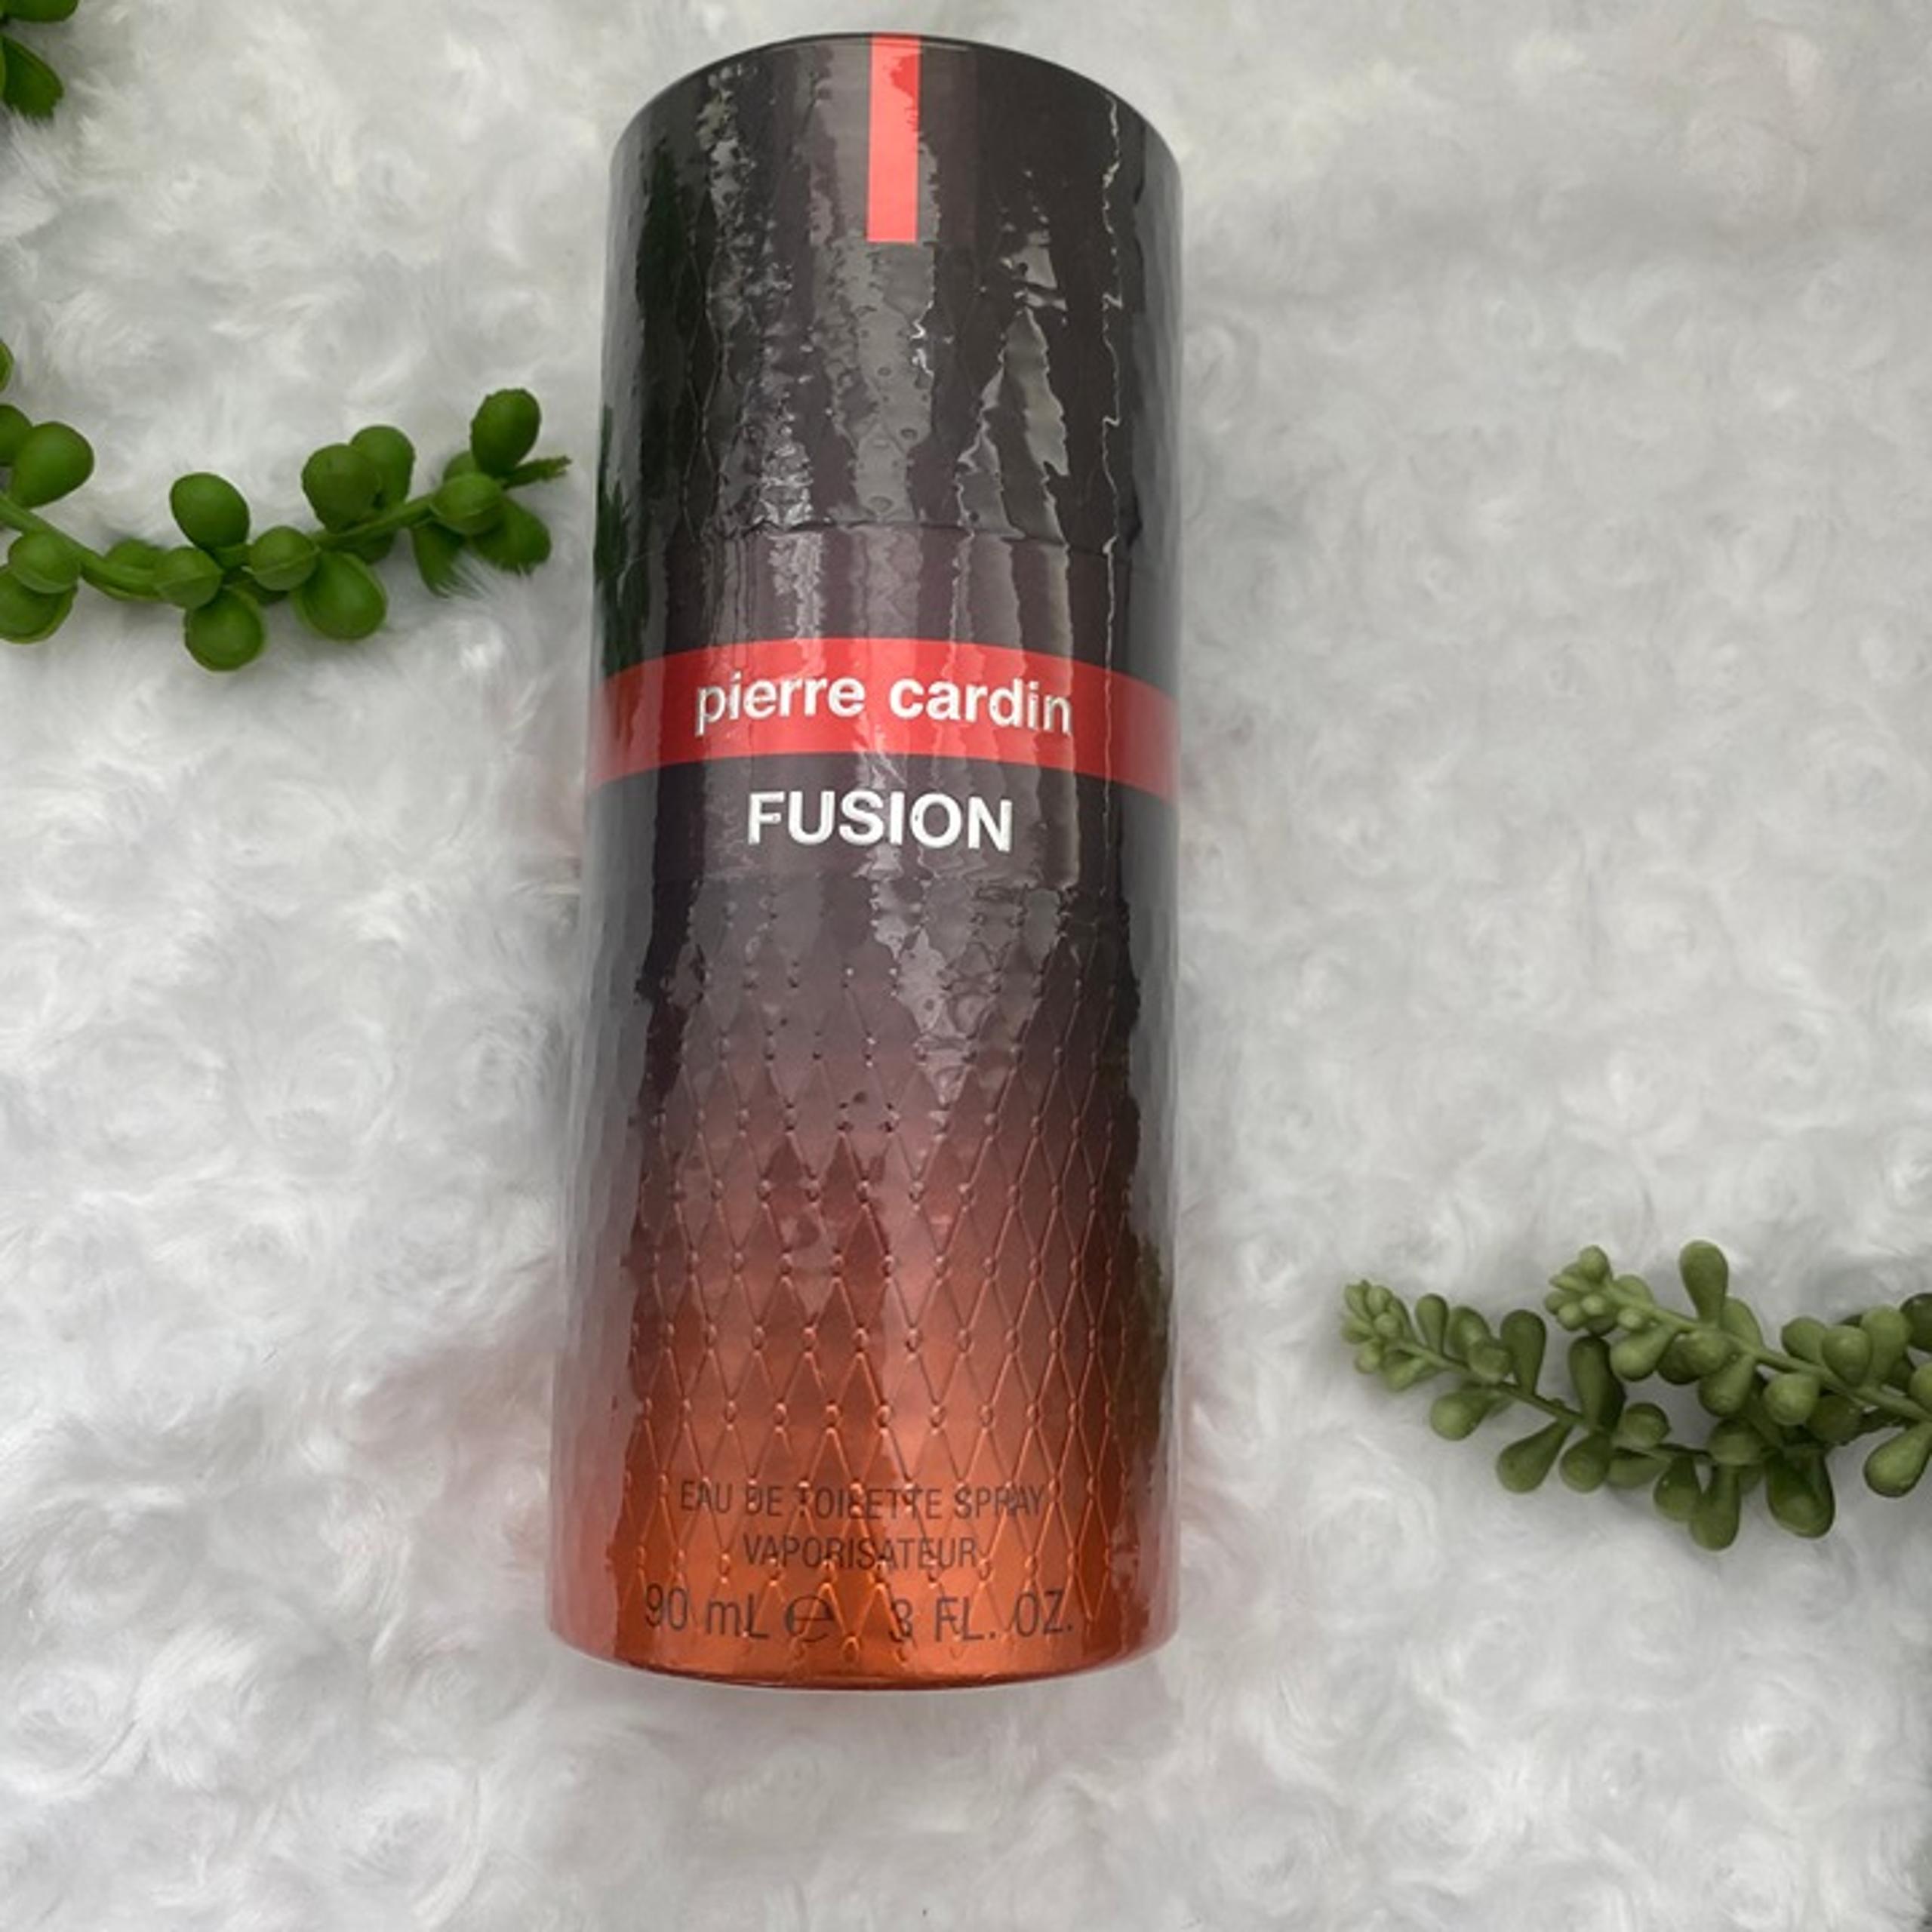 pierre cardin
FUSION
EAU DE TOILETTE SPRAY
VAPORISATEUR
90 mL ℮ 3 FL. OZ.